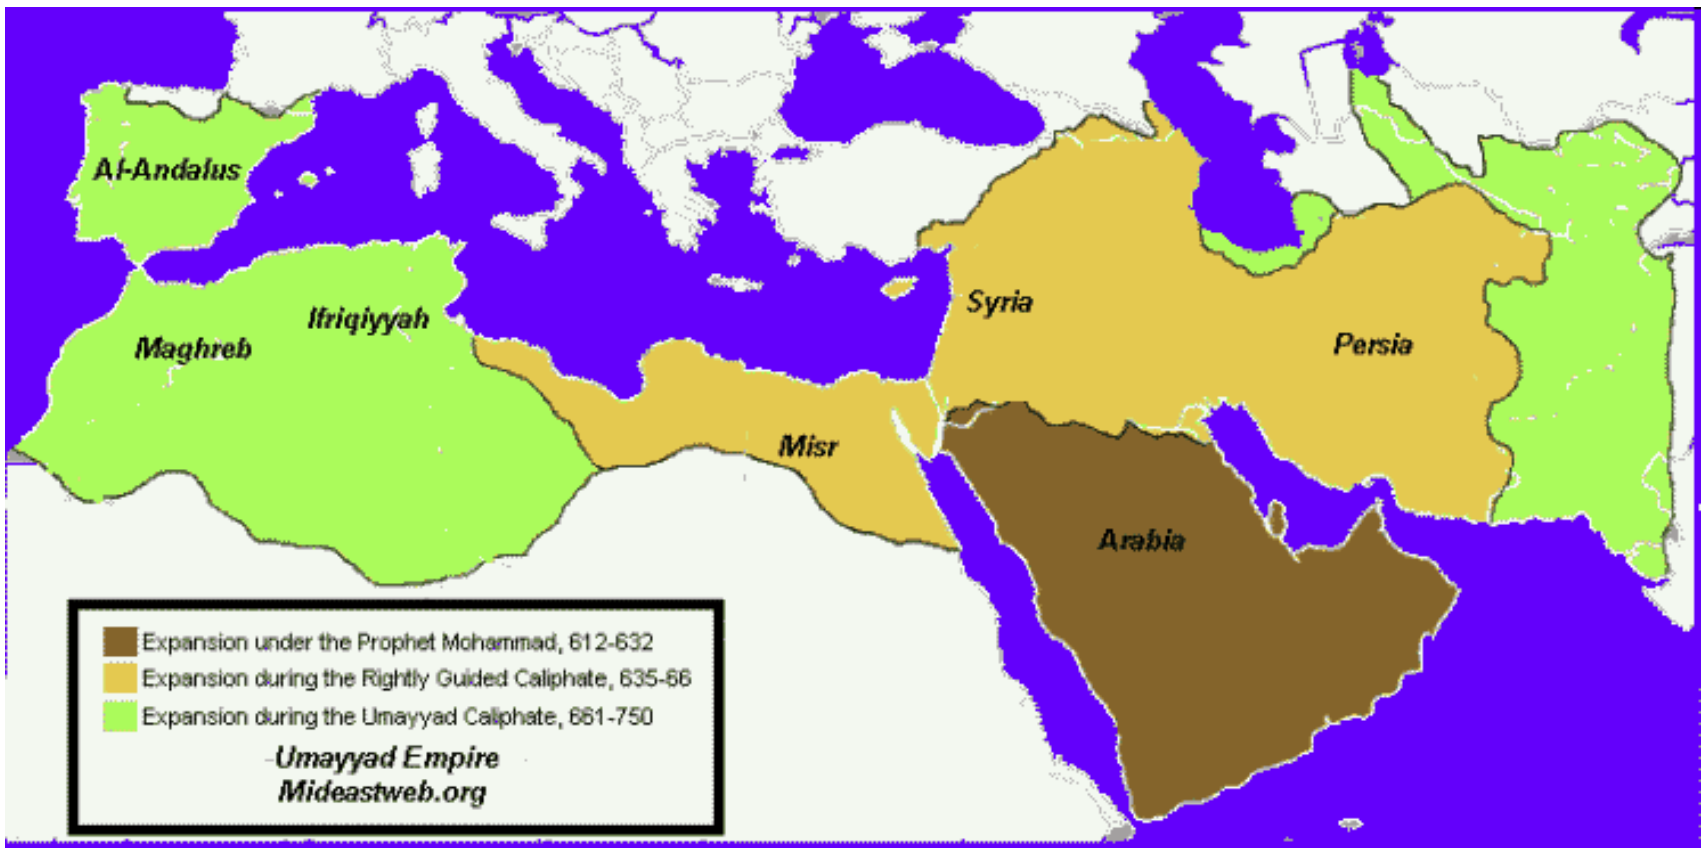 Al-Andalus
Ifriqiyyah
Maghreb
Syria
Persia
Misr
Arabia
Expansion under the Prophet Mohammad, 612-632
Expansion during the Rightly Guided Caliphate, 635-66
Expansion during the Umayyad Caliphate, 661-750
Umayyad Empire
Mideastweb.org